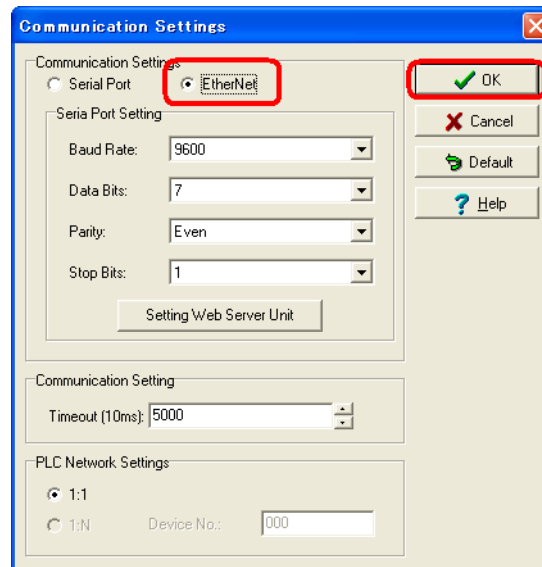 Communication Settings
Communication Settings
Serial Port EtherNet
Seria Port Setting
Baud Rate: 9600
Data Bits: 7
Parity: Even
Stop Bits: 1
Setting Web Server Unit
Communication Setting
Timeout (10ms): 5000
PLC Network Settings
1:1
1:N Device No.: 000
OK
Cancel
Default
Help